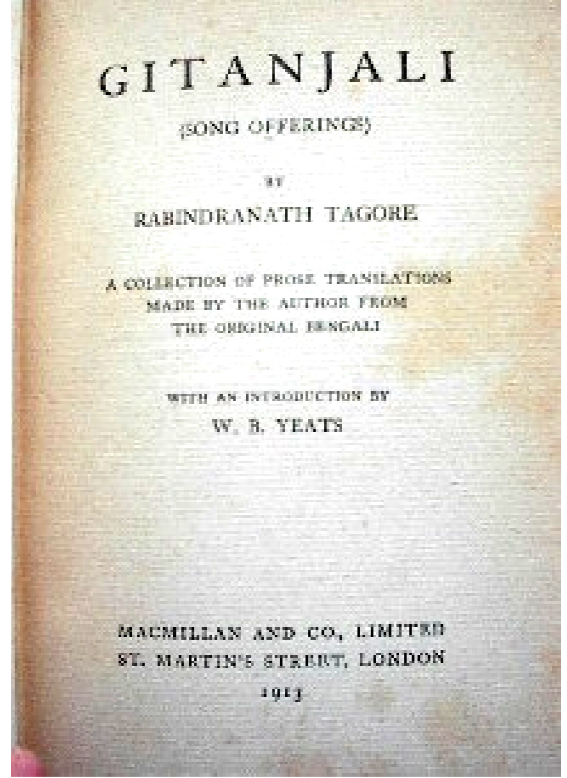 GITANJALI
(SONG OFFERINGS)
BY
RABINDRANATH TAGORE
A COLLECTION OF PROSE TRANSLATIONS
MADE BY THE AUTHOR FROM
THE ORIGINAL BENGALI
WITH AN INTRODUCTION BY
W. B. YEATS
MACMILLAN AND CO., LIMITED
ST. MARTIN'S STREET, LONDON
1913